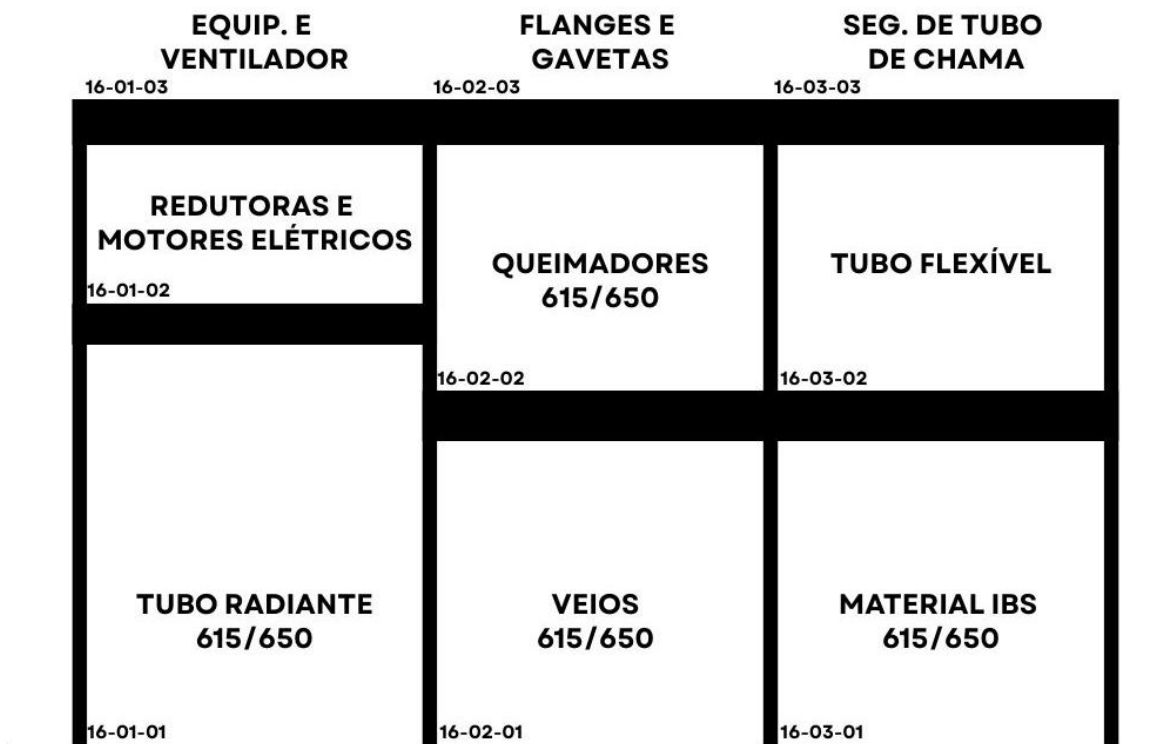 EQUIP. E
VENTILADOR
16-01-03
FLANGES E
GAVETAS
16-02-03
SEG. DE TUBO
DE CHAMA
16-03-03
REDUTORAS E
MOTORES ELÉTRICOS
16-01-02
QUEIMADORES
615/650
16-02-02
TUBO FLEXÍVEL
16-03-02
TUBO RADIANTE
615/650
16-01-01
VEIOS
615/650
16-02-01
MATERIAL IBS
615/650
16-03-01